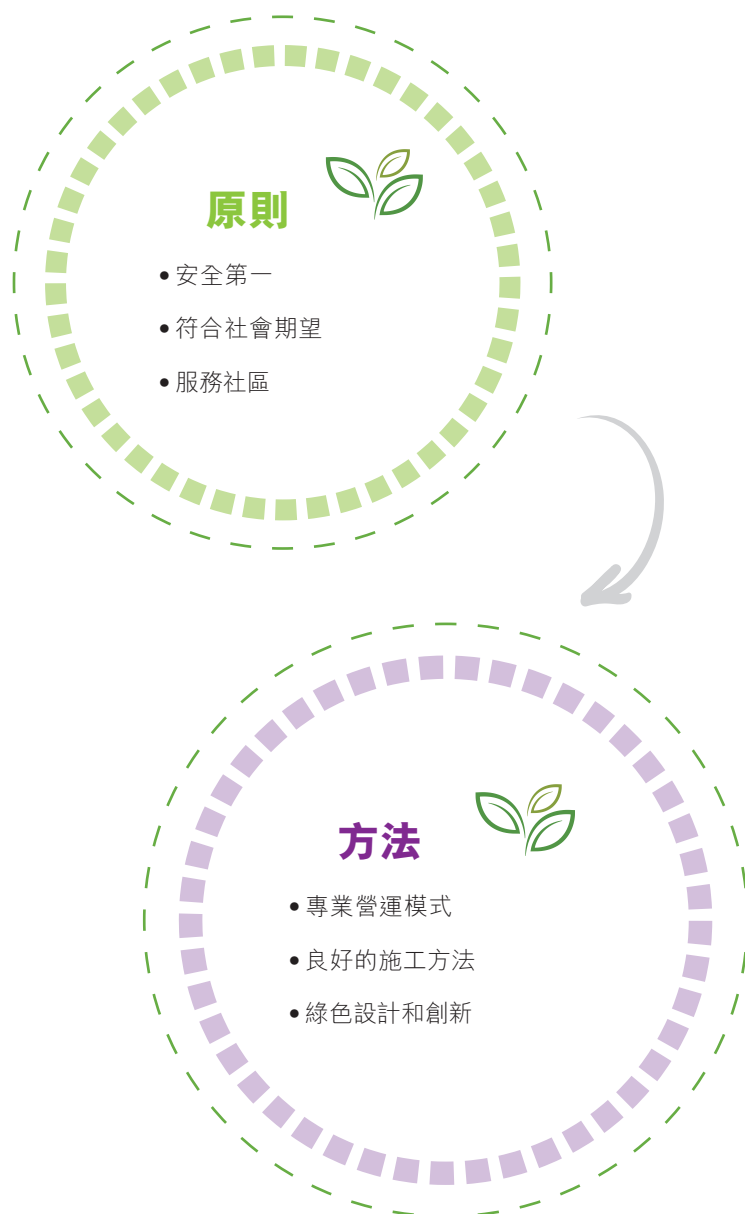 原則
•安全第一
•符合社會期望
•服務社區
方法
•專業營運模式
•良好的施工方法
•綠色設計和創新